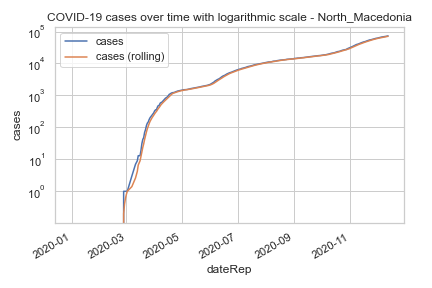 COVID-19 cases over time with logarithmic scale - North_Macedonia
cases
cases (rolling)
10^5
10^4
10^3
10^2
10^1
10^0
cases
2020-01
2020-03
2020-05
2020-07
2020-09
2020-11
dateRep